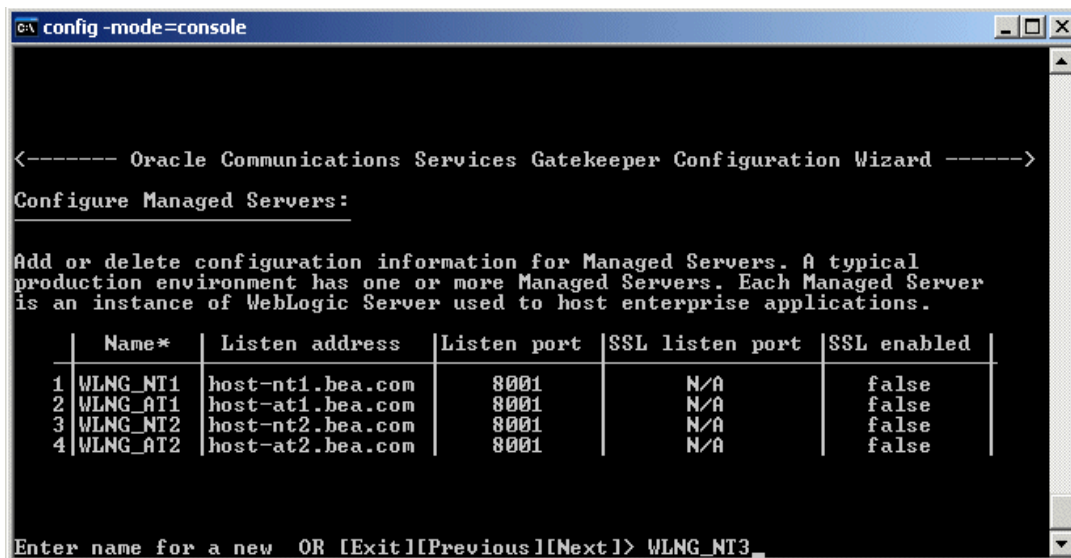 config -mode=console
<------- Oracle Communications Services Gatekeeper Configuration Wizard ------>
Configure Managed Servers:
Add or delete configuration information for Managed Servers. A typical
production environment has one or more Managed Servers. Each Managed Server
is an instance of WebLogic Server used to host enterprise applications.
| Name* | Listen address |Listen port |SSL listen port |SSL enabled |
1|WLNG_NT1 |host-nt1.bea.com | 8001 | N/A | false |
2|WLNG_AT1 |host-at1.bea.com | 8001 | N/A | false |
3|WLNG_NT2 |host-nt2.bea.com | 8001 | N/A | false |
4|WLNG_AT2 |host-at2.bea.com | 8001 | N/A | false |
Enter name for a new  OR [Exit][Previous][Next]> WLNG_NT3_